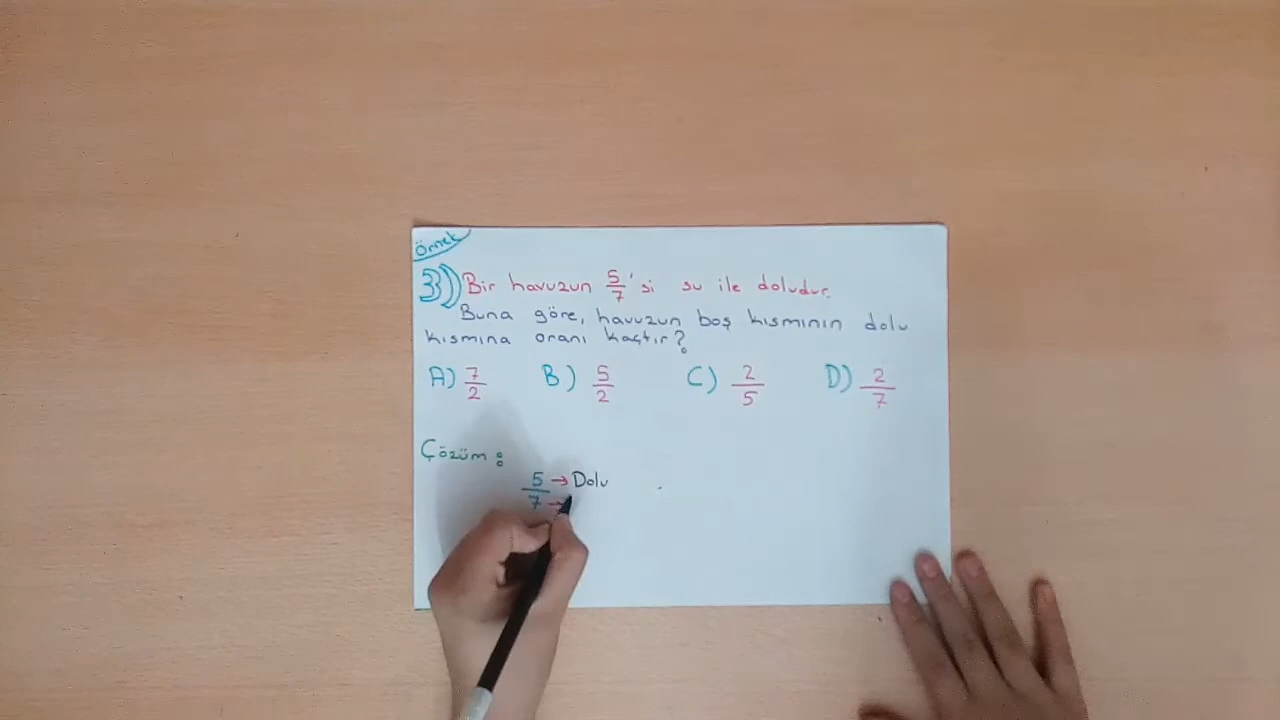 Örnek
3) Bir havuzun 5/7'si su ile doludur.
Buna göre, havuzun boş kısmının dolu
kısmına oranı kaçtır?
A) 7/2 B) 5/2 C) 2/5 D) 2/7
Çözüm:
5/7 → Dolu
→